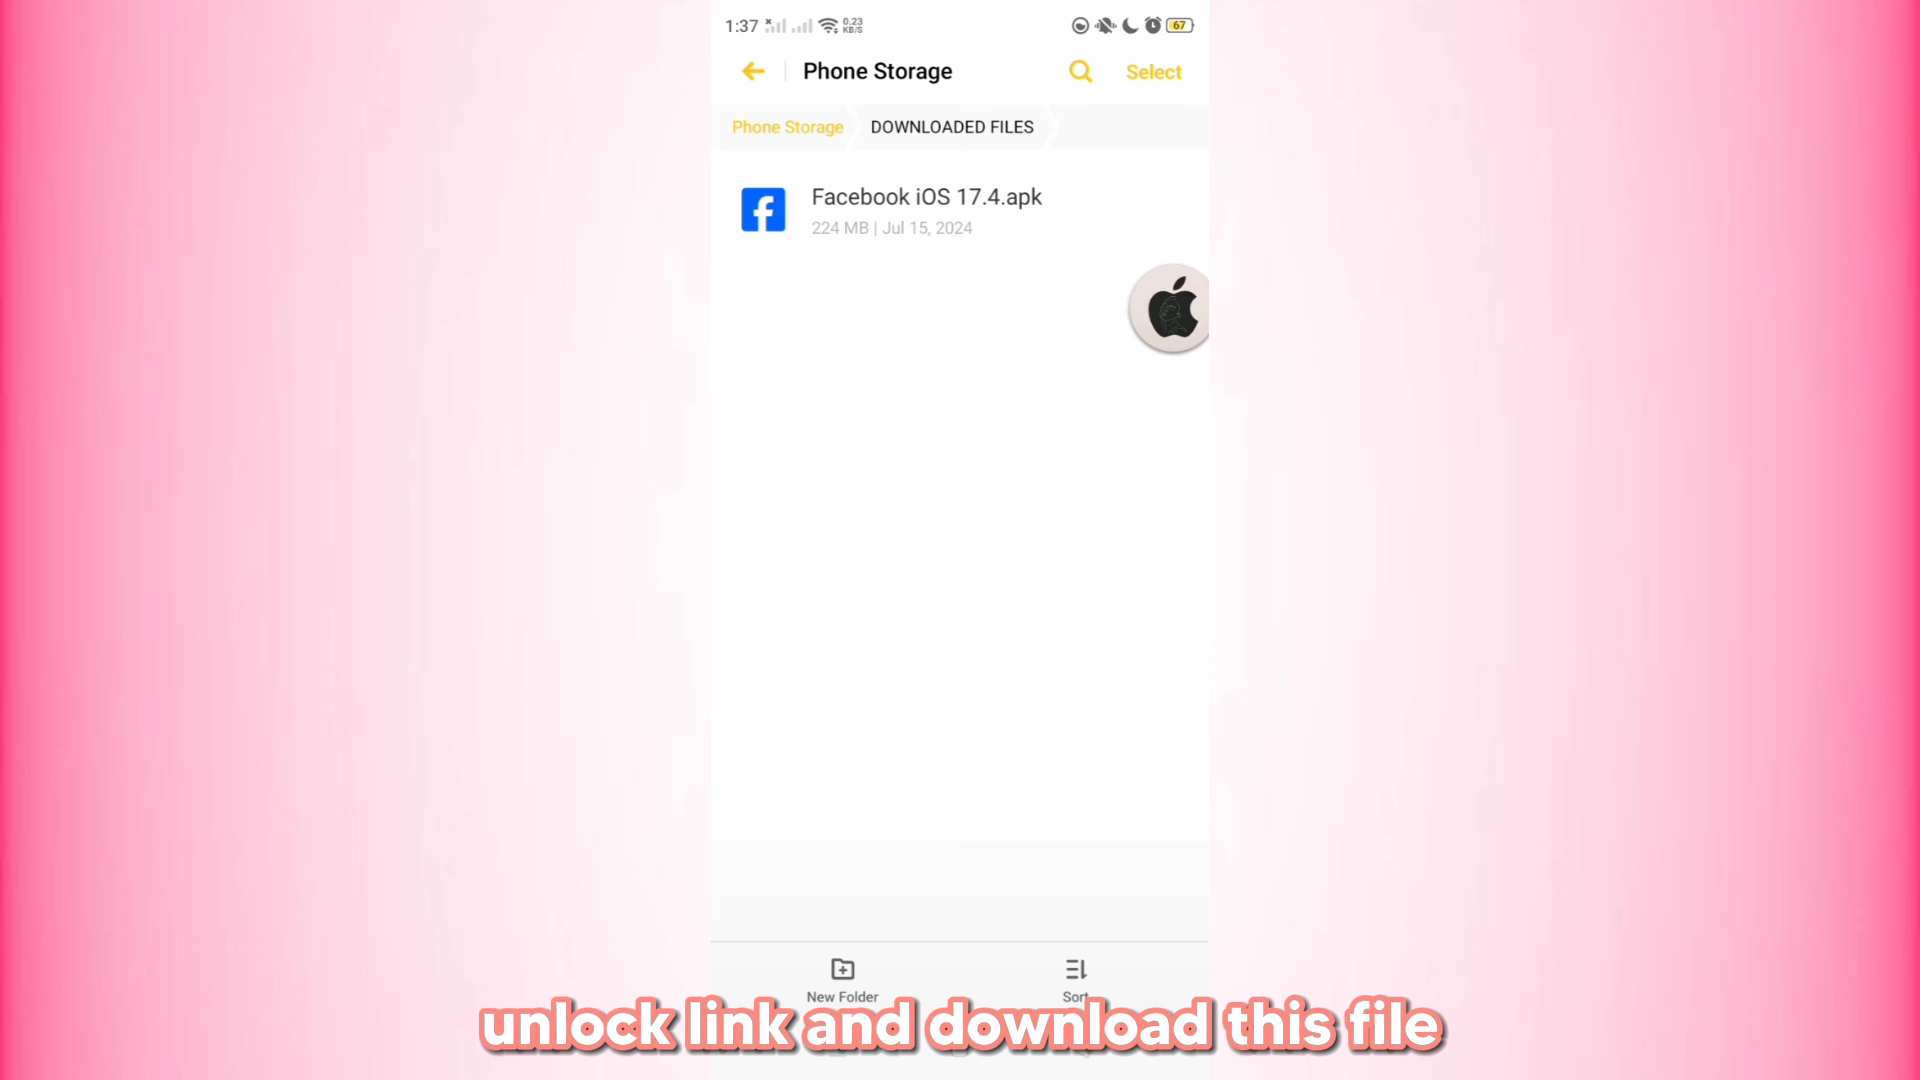 1:37 0.23 KB/S 67
Phone Storage Select
Phone Storage DOWNLOADED FILES
Facebook iOS 17.4.apk
224 MB | Jul 15, 2024
New Folder Sort
unlock link and download this file